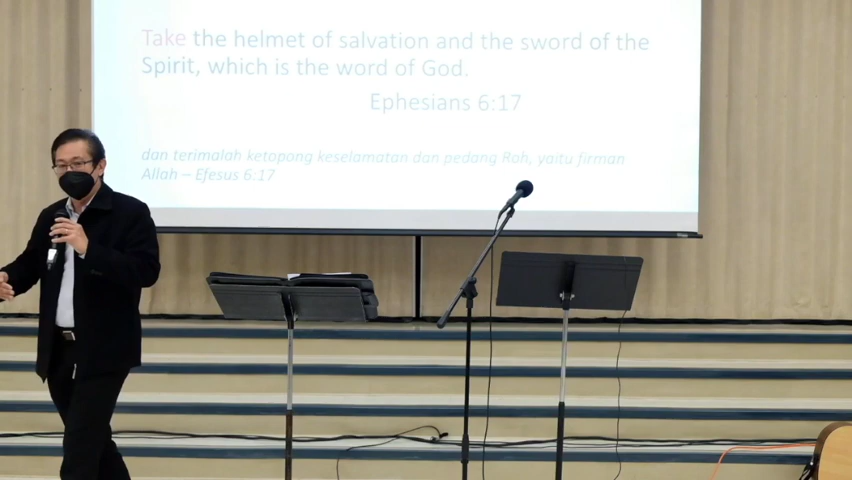 Take the helmet of salvation and the sword of the
Spirit, which is the word of God.
Ephesians 6:17
dan terimalah ketopong keselamatan dan pedang Roh, yaitu firman
Allah – Efesus 6:17